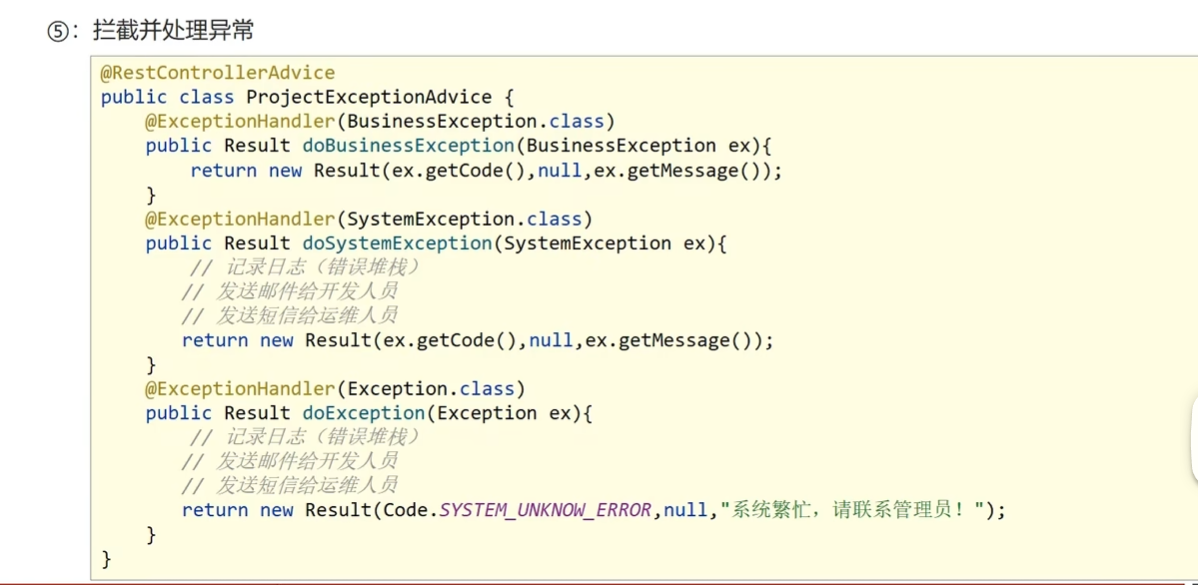 ⑤：拦截并处理异常
@RestControllerAdvice
public class ProjectExceptionAdvice {
    @ExceptionHandler(BusinessException.class)
    public Result doBusinessException(BusinessException ex){
        return new Result(ex.getCode(),null,ex.getMessage());
    }
    @ExceptionHandler(SystemException.class)
    public Result doSystemException(SystemException ex){
        // 记录日志（错误堆栈）
        // 发送邮件给开发人员
        // 发送短信给运维人员
        return new Result(ex.getCode(),null,ex.getMessage());
    }
    @ExceptionHandler(Exception.class)
    public Result doException(Exception ex){
        // 记录日志（错误堆栈）
        // 发送邮件给开发人员
        // 发送短信给运维人员
        return new Result(Code.SYSTEM_UNKNOW_ERROR,null,"系统繁忙，请联系管理员！");
    }
}